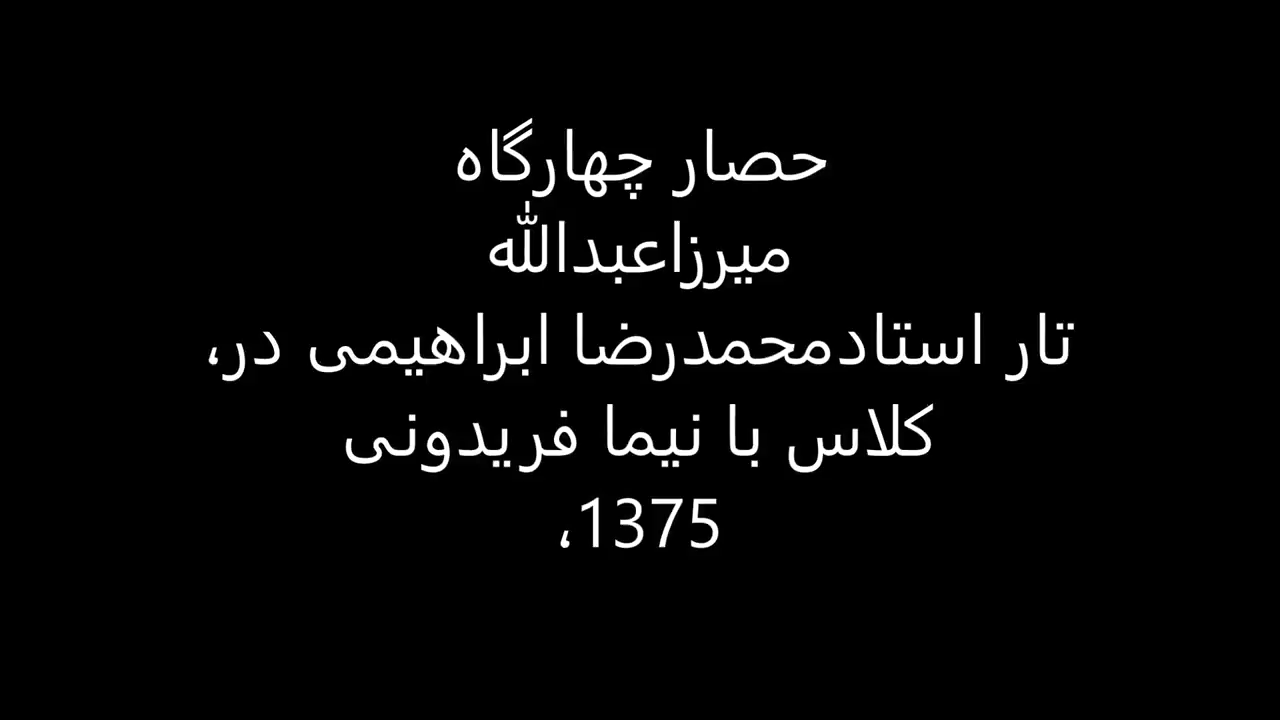 حصار چهارگاه
میرزاعبدالله
تار استادمحمدرضا ابراهیمی در،
کلاس با نیما فریدونی
1375،